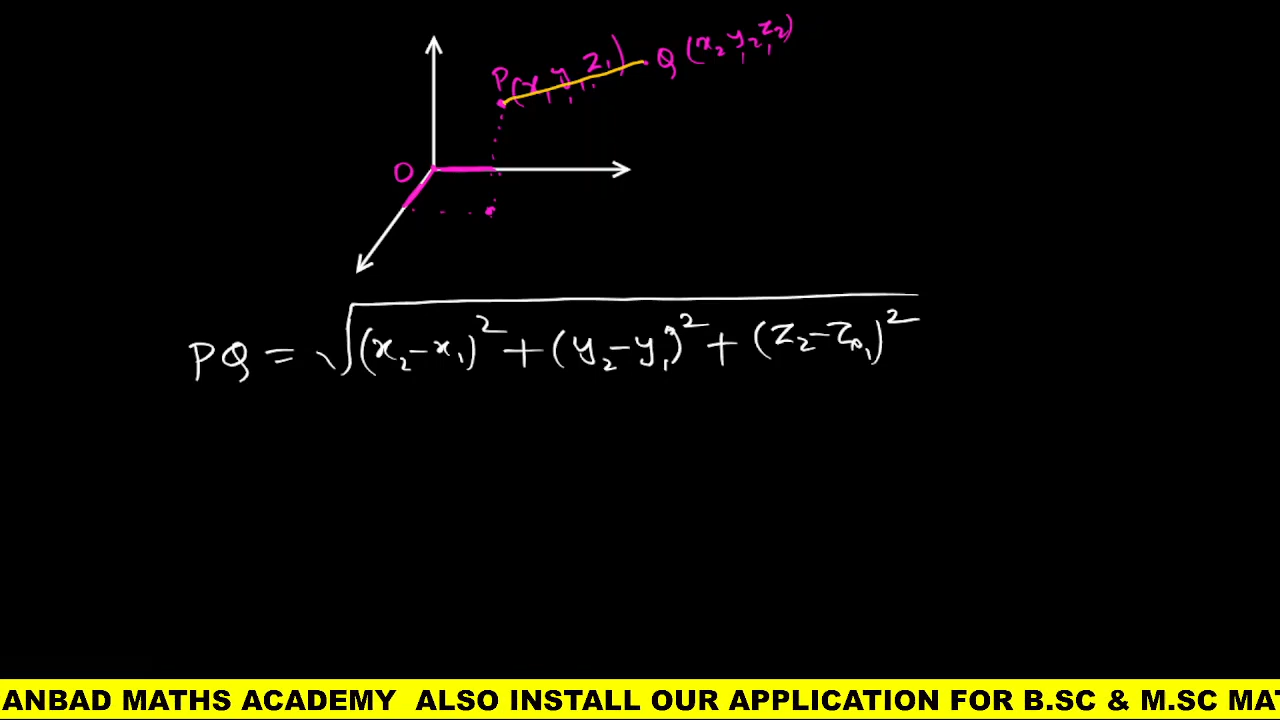 P(x₁, y₁, z₁) Q(x₂, y₂, z₂)
O
PQ = √((x₂-x₁)² + (y₂-y₁)² + (z₂-z₁)²)
ANBAD MATHS ACADEMY ALSO INSTALL OUR APPLICATION FOR B.SC & M.SC MA